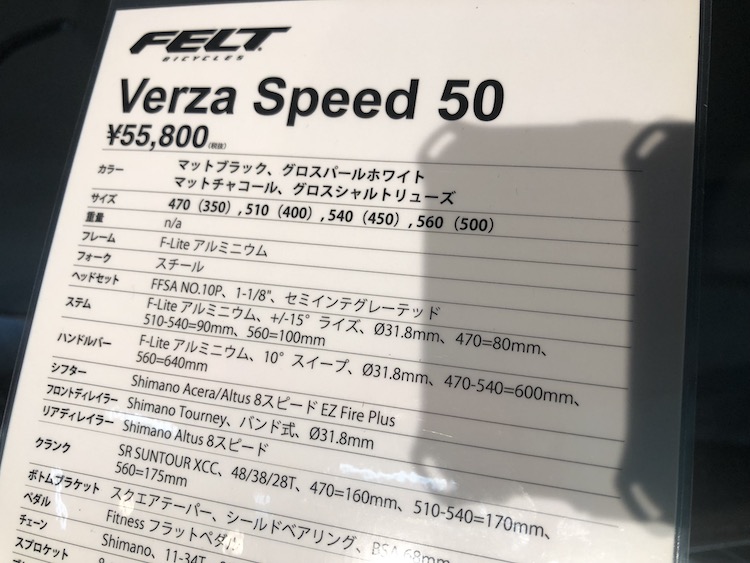 FELT
BICYCLES
Verza Speed 50
¥55,800(税抜)
カラー マットブラック、グロスパールホワイト
マットチャコール、グロスシャルトリューズ
サイズ 470（350）, 510（400）, 540（450）, 560（500）
重量 n/a
フレーム F-Lite アルミニウム
フォーク スチール
ヘッドセット FFSA NO.10P、1-1/8"、セミインテグレーテッド
ステム F-Lite アルミニウム、+/-15°ライズ、Ø31.8mm、470=80mm、
510-540=90mm、560=100mm
ハンドルバー F-Lite アルミニウム、10°スイープ、Ø31.8mm、470-540=600mm、
560=640mm
シフター Shimano Acera/Altus 8スピード EZ Fire Plus
フロントディレイラー Shimano Tourney、バンド式、Ø31.8mm
リアディレイラー Shimano Altus 8スピード
クランク SR SUNTOUR XCC、48/38/28T、470=160mm、510-540=170mm、
560=175mm
ボトムブラケット スクエアテーパー、シールドベアリング、BSA 68mm
ペダル Fitness フラットペダル
チェーン Shimano、11-34T、8
スプロケット